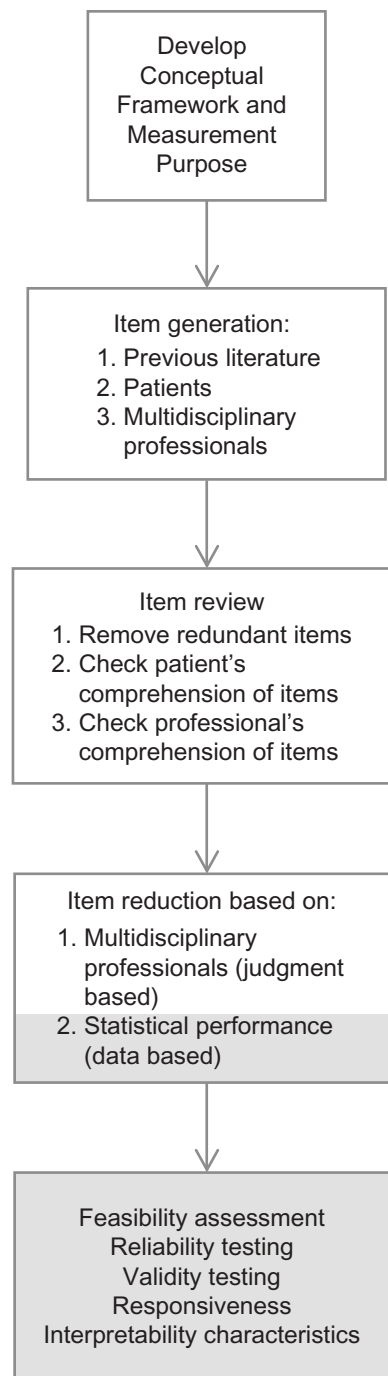 Develop
Conceptual
Framework and
Measurement
Purpose
Item generation:
1. Previous literature
2. Patients
3. Multidisciplinary
professionals
Item review
1. Remove redundant items
2. Check patient’s
comprehension of items
3. Check professional’s
comprehension of items
Item reduction based on:
1. Multidisciplinary
professionals (judgment
based)
2. Statistical performance
(data based)
Feasibility assessment
Reliability testing
Validity testing
Responsiveness
Interpretability characteristics